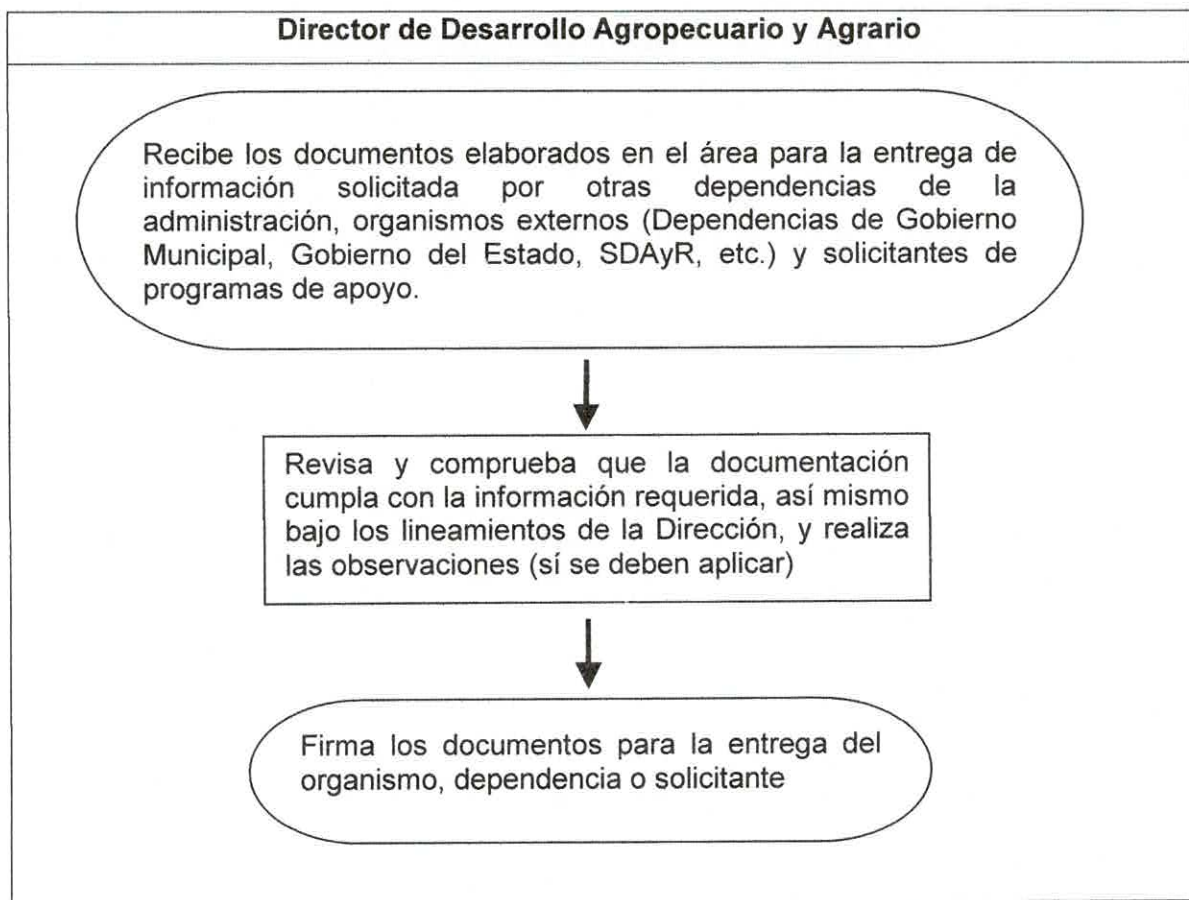 Director de Desarrollo Agropecuario y Agrario
Recibe los documentos elaborados en el área para la entrega de
información solicitada por otras dependencias de la
administración, organismos externos (Dependencias de Gobierno
Municipal, Gobierno del Estado, SDAyR, etc.) y solicitantes de
programas de apoyo.
Revisa y comprueba que la documentación
cumpla con la información requerida, así mismo
bajo los lineamientos de la Dirección, y realiza
las observaciones (sí se deben aplicar)
Firma los documentos para la entrega del
organismo, dependencia o solicitante